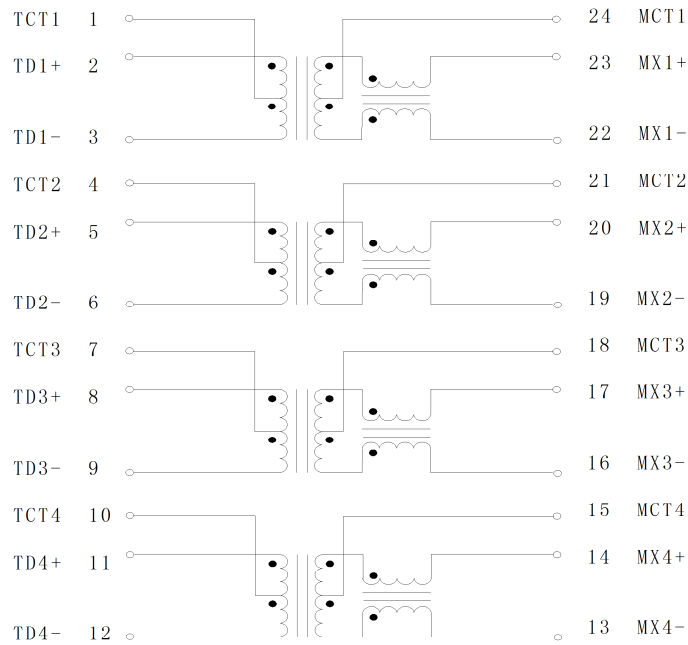 TCT1 1 24 MCT1
TD1+ 2 23 MX1+
TD1- 3 22 MX1-
TCT2 4 21 MCT2
TD2+ 5 20 MX2+
TD2- 6 19 MX2-
TCT3 7 18 MCT3
TD3+ 8 17 MX3+
TD3- 9 16 MX3-
TCT4 10 15 MCT4
TD4+ 11 14 MX4+
TD4- 12 13 MX4-